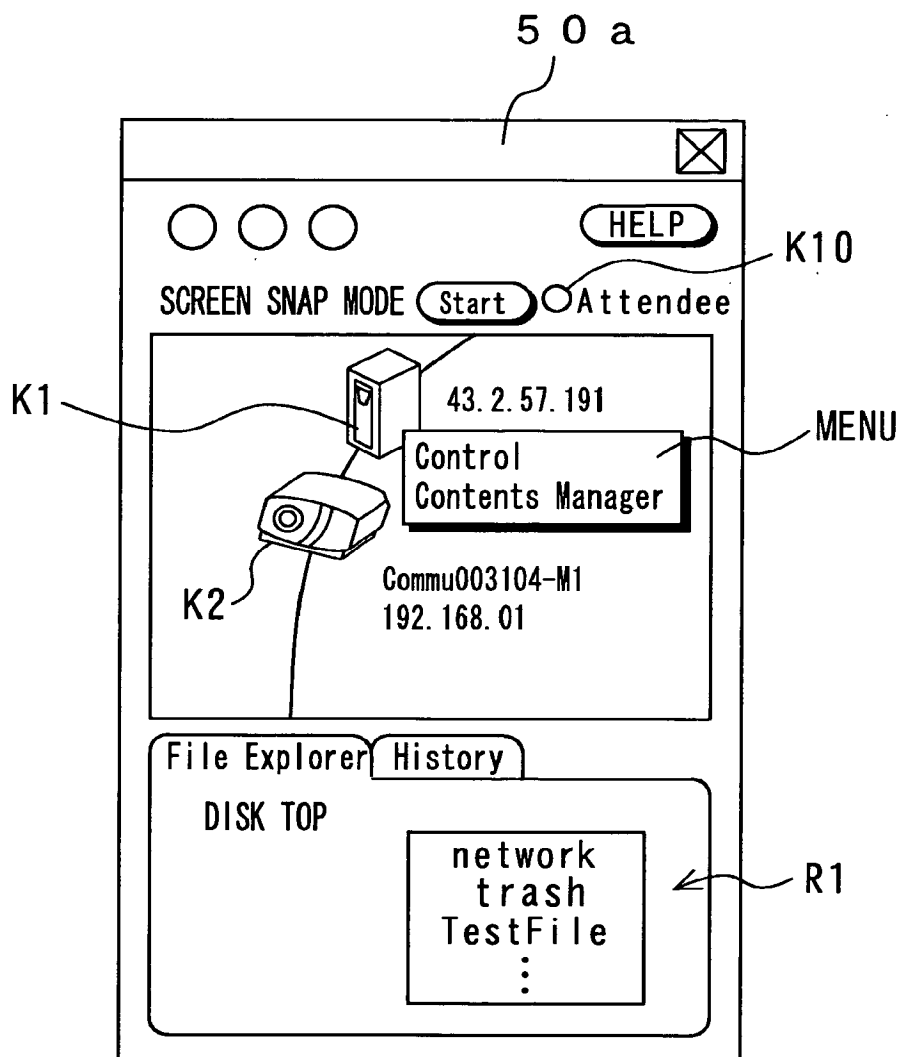 50a
HELP
K10
SCREEN SNAP MODE Start Attendee
K1
43.2.57.191
MENU
Control
Contents Manager
K2
Commu003104-M1
192.168.01
File Explorer History
DISK TOP
network
trash
TestFile
R1